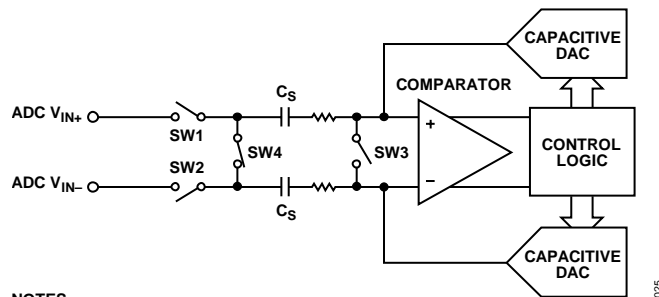 CAPACITIVE
DAC
COMPARATOR
ADC VIN+
CS
SW1
+
SW4
SW3
CONTROL
LOGIC
SW2
ADC VIN–
–
CS
CAPACITIVE
DAC